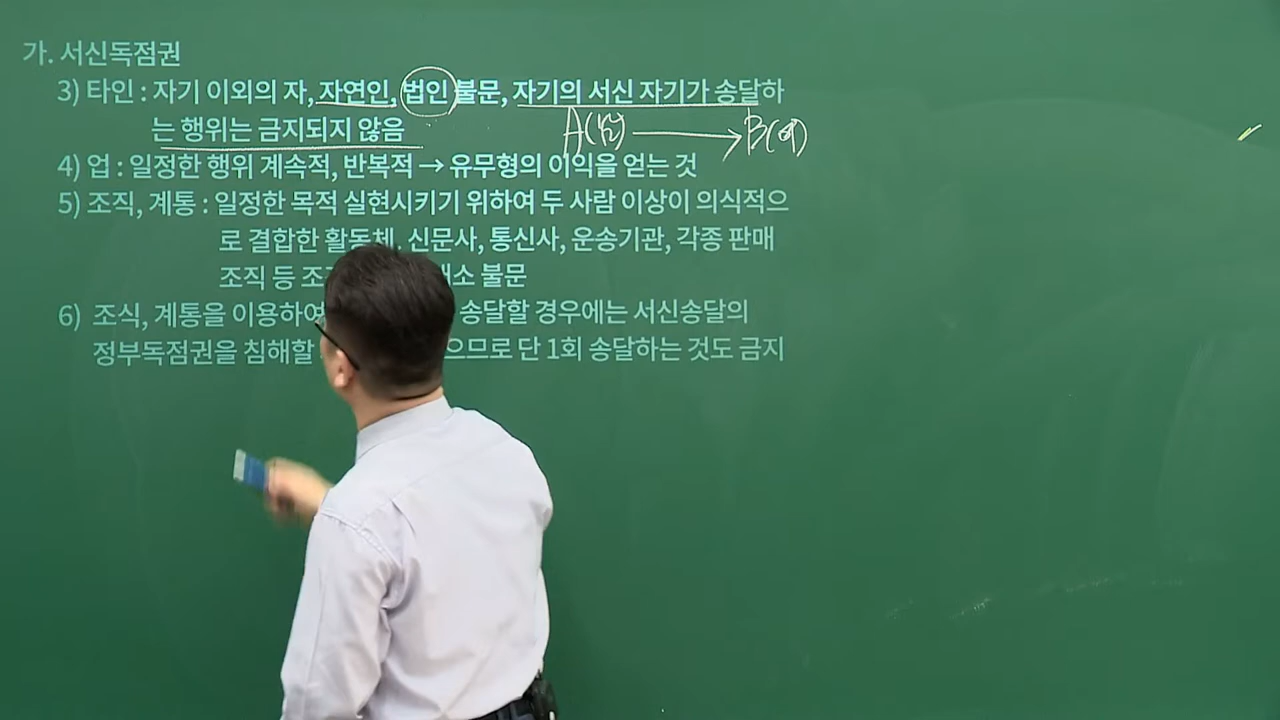 가. 서신독점권
3) 타인 : 자기 이외의 자, 자연인, 법인 불문, 자기의 서신 자기가 송달하
는 행위는 금지되지 않음
A(남) → B(여)
4) 업 : 일정한 행위 계속적, 반복적 → 유무형의 이익을 얻는 것
5) 조직, 계통 : 일정한 목적 실현시키기 위하여 두 사람 이상이 의식적으
로 결합한 활동체. 신문사, 통신사, 운송기관, 각종 판매
조직 등 불문
6) 조직, 계통을 이용하여 송달할 경우에는 서신송달의
정부독점권을 침해할 으므로 단 1회 송달하는 것도 금지